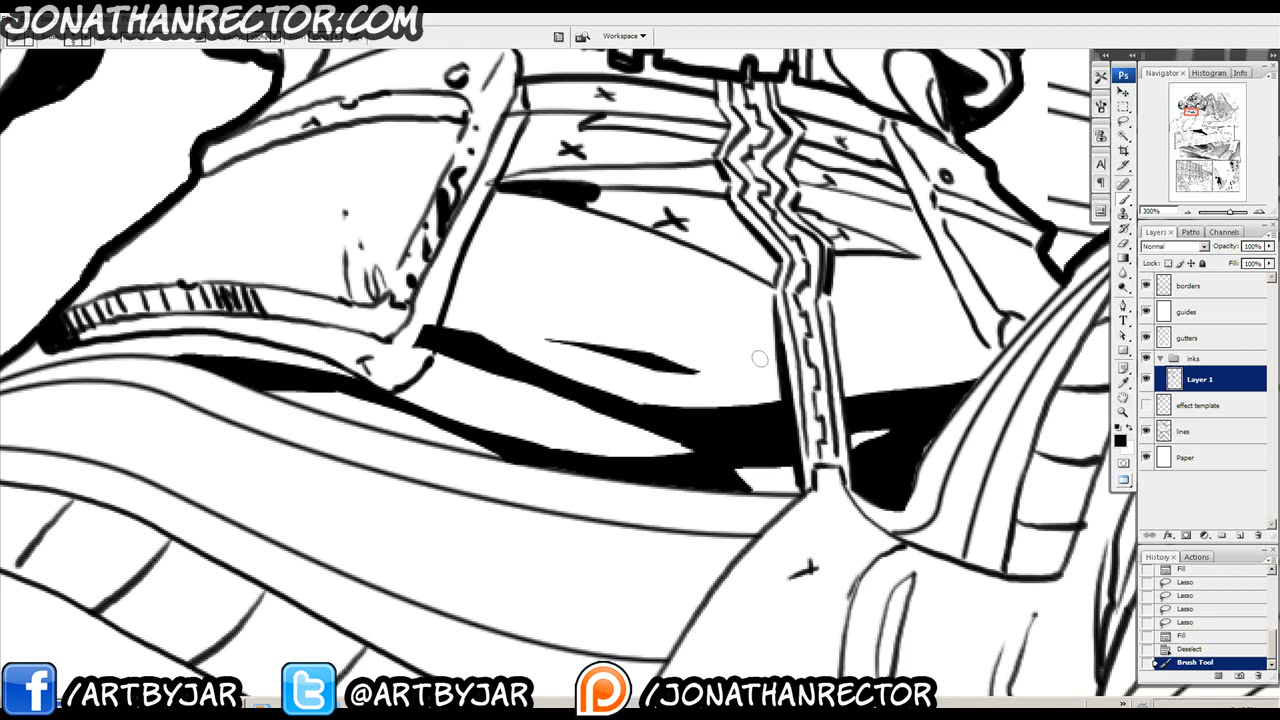 JONATHANRECTOR.COM
Workspace
Ps
Navigator Histogram Info
300%
Layers Paths Channels
Normal Opacity: 100%
Lock: Fill: 100%
borders
guides
gutters
inks
Layer 1
effect template
lines
Paper
History Actions
Fill
Lasso
Lasso
Lasso
Lasso
Fill
Deselect
Brush Tool
/ARTBYJAR @ARTBYJAR /JONATHANRECTOR